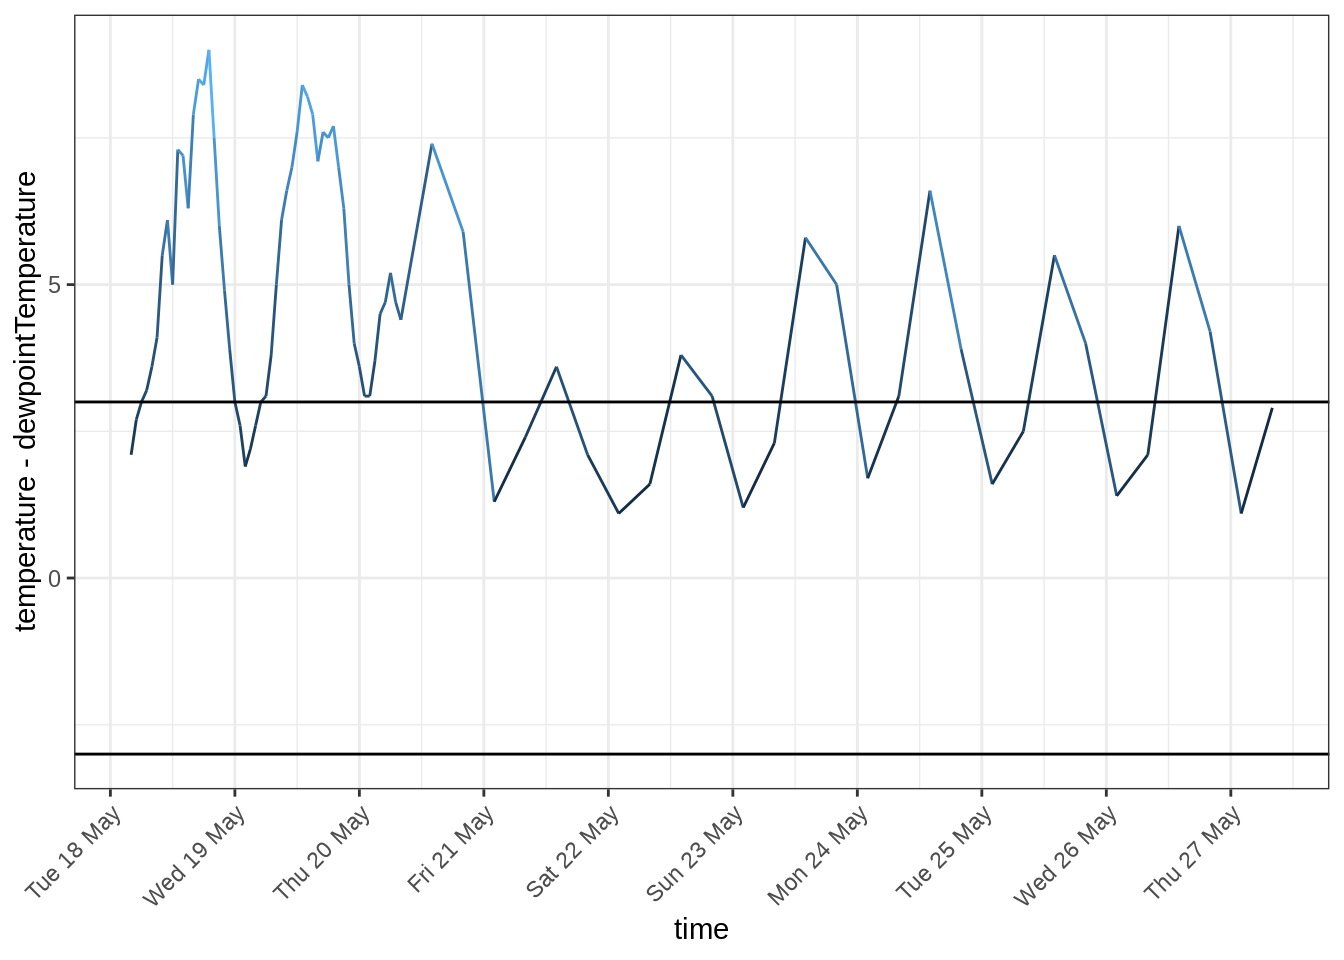 temperature - dewpointTemperature
5
0
Tue 18 May
Wed 19 May
Thu 20 May
Fri 21 May
Sat 22 May
Sun 23 May
Mon 24 May
Tue 25 May
Wed 26 May
Thu 27 May
time